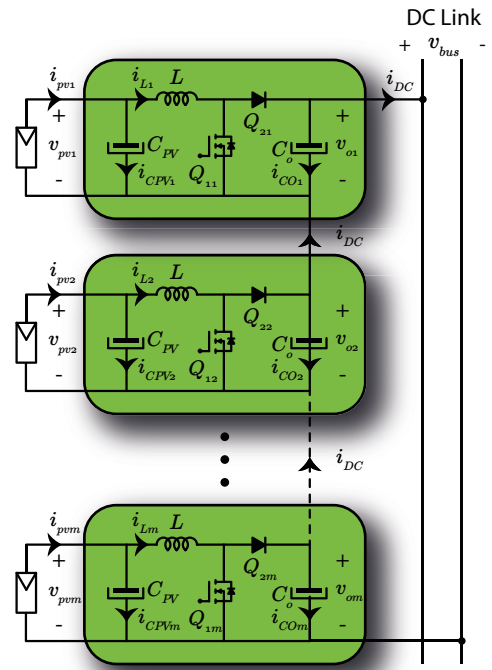 DC Link
+ v_bus -
i_pv1 i_L1 L i_DC
+ Q_21 +
v_pv1 C_PV Q_11 C_o v_o1
- i_CPV1 i_CO1 -
i_DC
i_pv2 i_L2 L
+ Q_22 +
v_pv2 C_PV Q_12 C_o v_o2
- i_CPV2 i_CO2 -
i_DC
i_pvm i_Lm L
+ Q_2m +
v_pvm C_PV Q_1m C_o v_om
- i_CPVm i_COm -